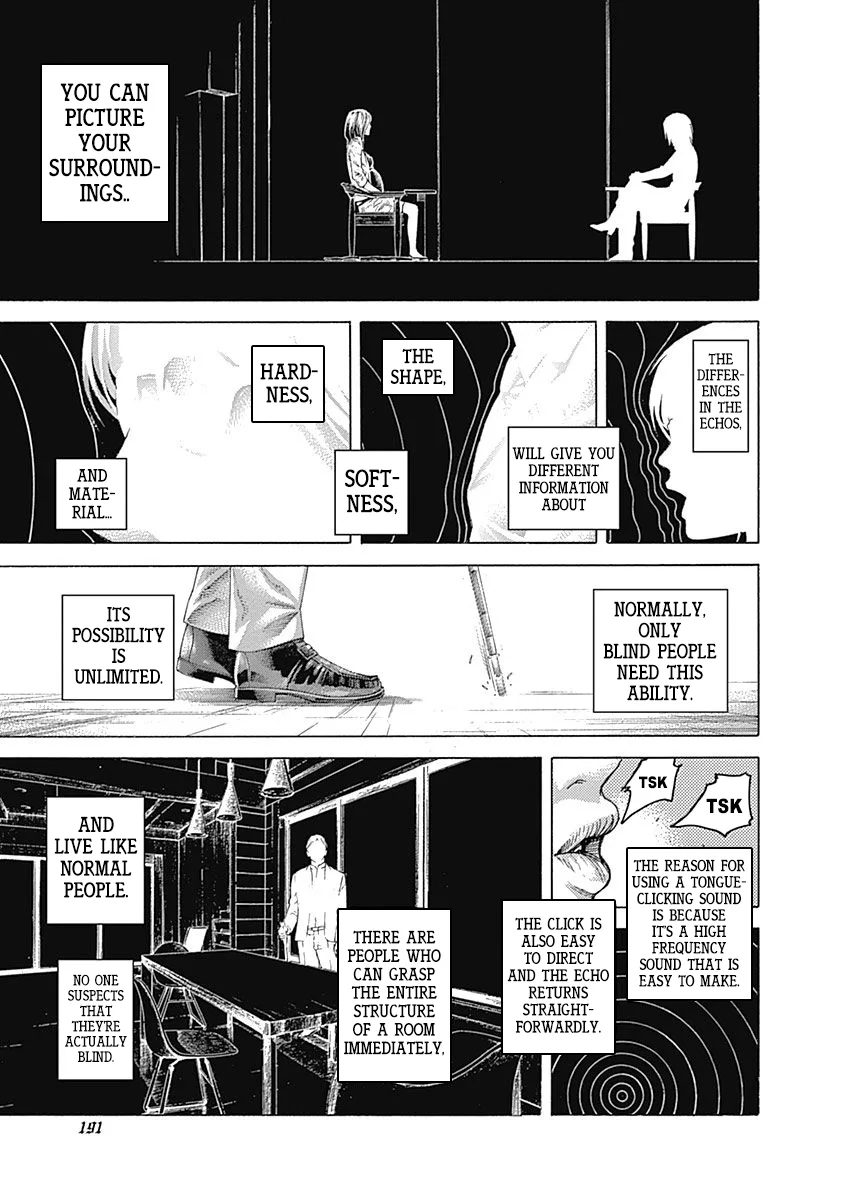 YOU CAN
PICTURE
YOUR
SURROUND-
INGS..
THE
DIFFER-
ENCES
IN THE
ECHOS,
WILL GIVE YOU
DIFFERENT
INFORMATION
ABOUT
THE
SHAPE,
HARD-
NESS,
SOFT-
NESS,
AND
MATE-
RIAL...
NORMALLY,
ONLY
BLIND PEOPLE
NEED THIS
ABILITY.
ITS
POSSIBILITY
IS
UNLIMITED.
TSK
TSK
THE REASON FOR
USING A TONGUE-
CLICKING SOUND
IS BECAUSE
IT'S A HIGH
FREQUENCY
SOUND THAT IS
EASY TO MAKE.
THE CLICK IS
ALSO EASY
TO DIRECT
AND THE ECHO
RETURNS
STRAIGHT-
FORWARDLY.
THERE ARE
PEOPLE WHO
CAN GRASP
THE ENTIRE
STRUCTURE
OF A ROOM
IMMEDIATELY,
AND
LIVE LIKE
NORMAL
PEOPLE.
NO ONE
SUSPECTS
THAT
THEY'RE
ACTUALLY
BLIND.
191